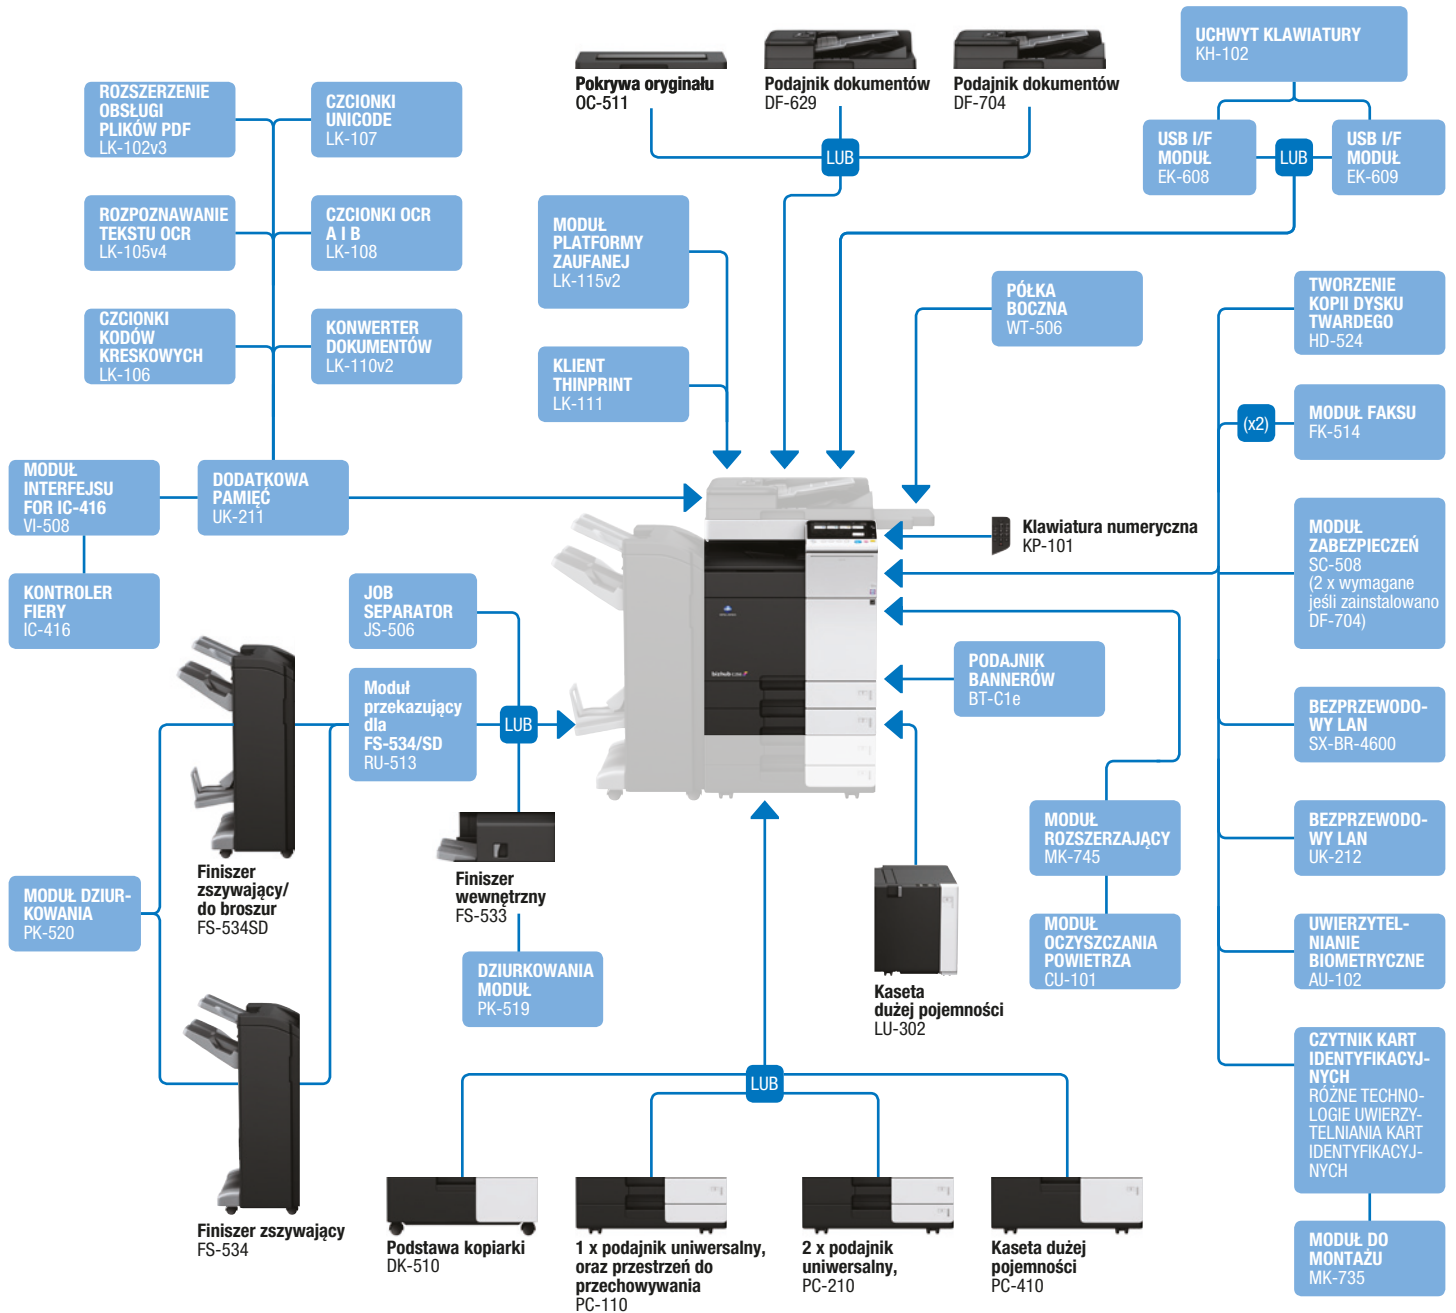 Pokrywa oryginału
OC-511
Podajnik dokumentów
DF-629
Podajnik dokumentów
DF-704
UCHWYT KLAWIATURY
KH-102
LUB
USB I/F
MODUŁ
EK-608
LUB
USB I/F
MODUŁ
EK-609
ROZSZERZENIE
OBSŁUGI
PLIKÓW PDF
LK-102v3
CZCIONKI
UNICODE
LK-107
ROZPOZNAWANIE
TEKSTU OCR
LK-105v4
CZCIONKI OCR
A I B
LK-108
CZCIONKI
KODÓW
KRESKOWYCH
LK-106
KONWERTER
DOKUMENTÓW
LK-110v2
MODUŁ
PLATFORMY
ZAUFANEJ
LK-115v2
KLIENT
THINPRINT
LK-111
PÓŁKA
BOCZNA
WT-506
TWORZENIE
KOPII DYSKU
TWARDEGO
HD-524
(x2)
MODUŁ FAKSU
FK-514
MODUŁ
INTERFEJSU
FOR IC-416
VI-508
DODATKOWA
PAMIĘĆ
UK-211
KONTROLER
FIERY
IC-416
Klawiatura numeryczna
KP-101
MODUŁ
ZABEZPIECZEŃ
SC-508
(2 x wymagane
jeśli zainstalowano
DF-704)
JOB
SEPARATOR
JS-506
Moduł
przekazujący
dla
FS-534/SD
RU-513
LUB
bizhub
PODAJNIK
BANNERÓW
BT-C1e
BEZPRZEWODO-
WY LAN
SX-BR-4600
MODUŁ
ROZSZERZAJĄCY
MK-745
BEZPRZEWODO-
WY LAN
UK-212
MODUŁ DZIUR-
KOWANIA
PK-520
Finiszer
zszywający/
do broszur
FS-534SD
Finiszer
wewnętrzny
FS-533
DZIURKOWANIA
MODUŁ
PK-519
Kaseta
dużej pojemności
LU-302
MODUŁ
OCZYSZCZANIA
POWIETRZA
CU-101
UWIERZYTEL-
NIANIE
BIOMETRYCZNE
AU-102
CZYTNIK KART
IDENTYFIKACYJ-
NYCH
RÓŻNE TECHNO-
LOGIE UWIERZY-
TELNIANIA KART
IDENTYFIKACYJ-
NYCH
LUB
Finiszer zszywający
FS-534
Podstawa kopiarki
DK-510
1 x podajnik uniwersalny,
oraz przestrzeń do
przechowywania
PC-110
2 x podajnik
uniwersalny,
PC-210
Kaseta dużej
pojemności
PC-410
MODUŁ DO
MONTAŻU
MK-735